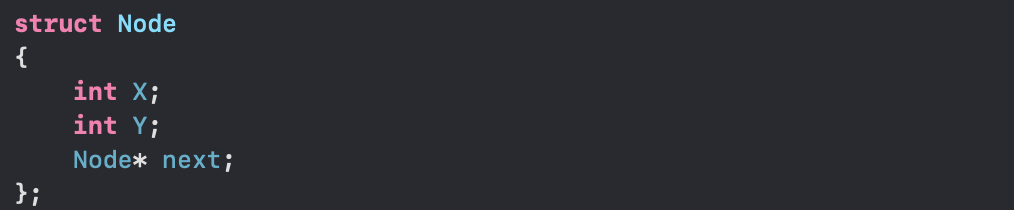 struct Node
{
    int X;
    int Y;
    Node* next;
};